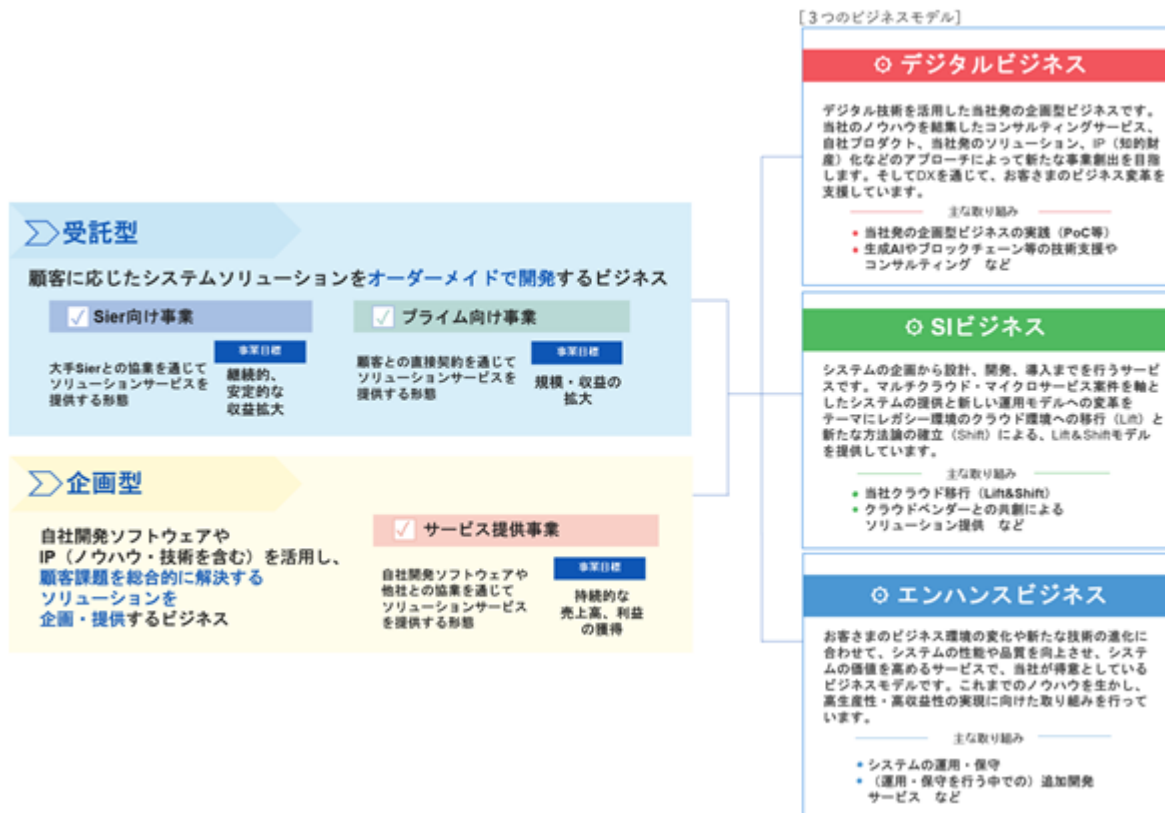 [３つのビジネスモデル]
受託型
顧客に応じたシステムソリューションをオーダーメイドで開発するビジネス
Sier向け事業
大手Sierとの協業を通じて
ソリューションサービスを
提供する形態
事業目標
継続的、
安定的な
収益拡大
プライム向け事業
顧客との直接契約を通じて
ソリューションサービスを
提供する形態
事業目標
規模・収益の
拡大
企画型
自社開発ソフトウェアや
IP（ノウハウ・技術を含む）を活用し、
顧客課題を総合的に解決する
ソリューションを
企画・提供するビジネス
サービス提供事業
自社開発ソフトウェアや
他社との協業を通じて
ソリューションサービス
を提供する形態
事業目標
持続的な
売上高、利益
の獲得
デジタルビジネス
デジタル技術を活用した当社発の企画型ビジネスです。
当社のノウハウを結集したコンサルティングサービス、
自社プロダクト、当社発のソリューション、IP（知的財
産）化などのアプローチによって新たな事業創出を目指
します。そしてDXを通じて、お客さまのビジネス変革を
支援しています。
主な取り組み
• 当社発の企画型ビジネスの実践（PoC等）
• 生成AIやブロックチェーン等の技術支援や
コンサルティング　など
SIビジネス
システムの企画から設計、開発、導入までを行うサービ
スです。マルチクラウド・マイクロサービス案件を軸と
したシステムの提供と新しい運用モデルへの変革を
テーマにレガシー環境のクラウド環境への移行（Lift）と
新たな方法論の確立（Shift）による、Lift＆Shiftモデル
を提供しています。
主な取り組み
• 当社クラウド移行（Lift&Shift）
• クラウドベンダーとの共創による
ソリューション提供　など
エンハンスビジネス
お客さまのビジネス環境の変化や新たな技術の進化に
合わせて、システムの性能や品質を向上させ、システ
ムの価値を高めるサービスで、当社が得意としている
ビジネスモデルです。これまでのノウハウを生かし、
高生産性・高収益性の実現に向けた取り組みを行って
います。
主な取り組み
• システムの運用・保守
• （運用・保守を行う中での）追加開発
サービス　など